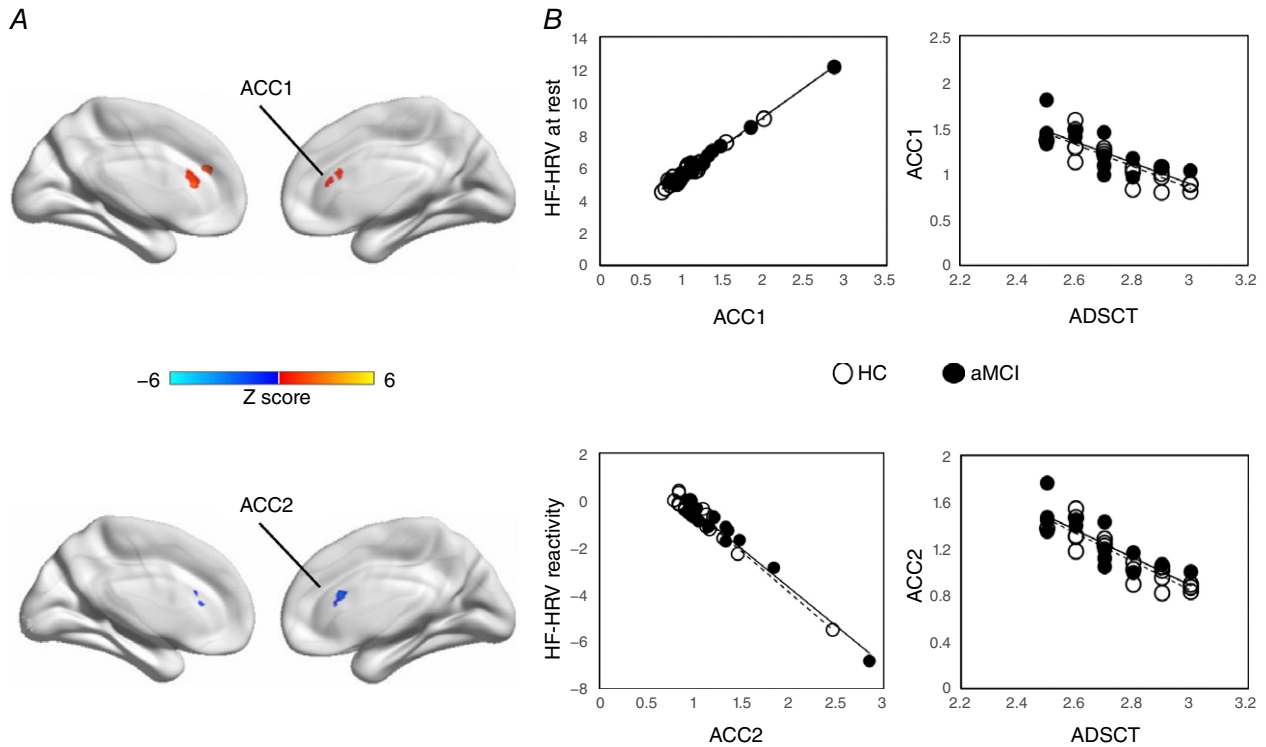 A
B
ACC1
HF-HRV at rest
14
12
10
8
6
4
2
0
0 0.5 1 1.5 2 2.5 3 3.5
ACC1
ACC1
2.5
2
1.5
1
0.5
0
2.2 2.4 2.6 2.8 3 3.2
ADSCT
−6 6
Z score
HC aMCI
ACC2
HF-HRV reactivity
2
0
−2
−4
−6
−8
0 0.5 1 1.5 2 2.5 3
ACC2
ACC2
2
1.6
1.2
0.8
0.4
0
2.2 2.4 2.6 2.8 3 3.2
ADSCT